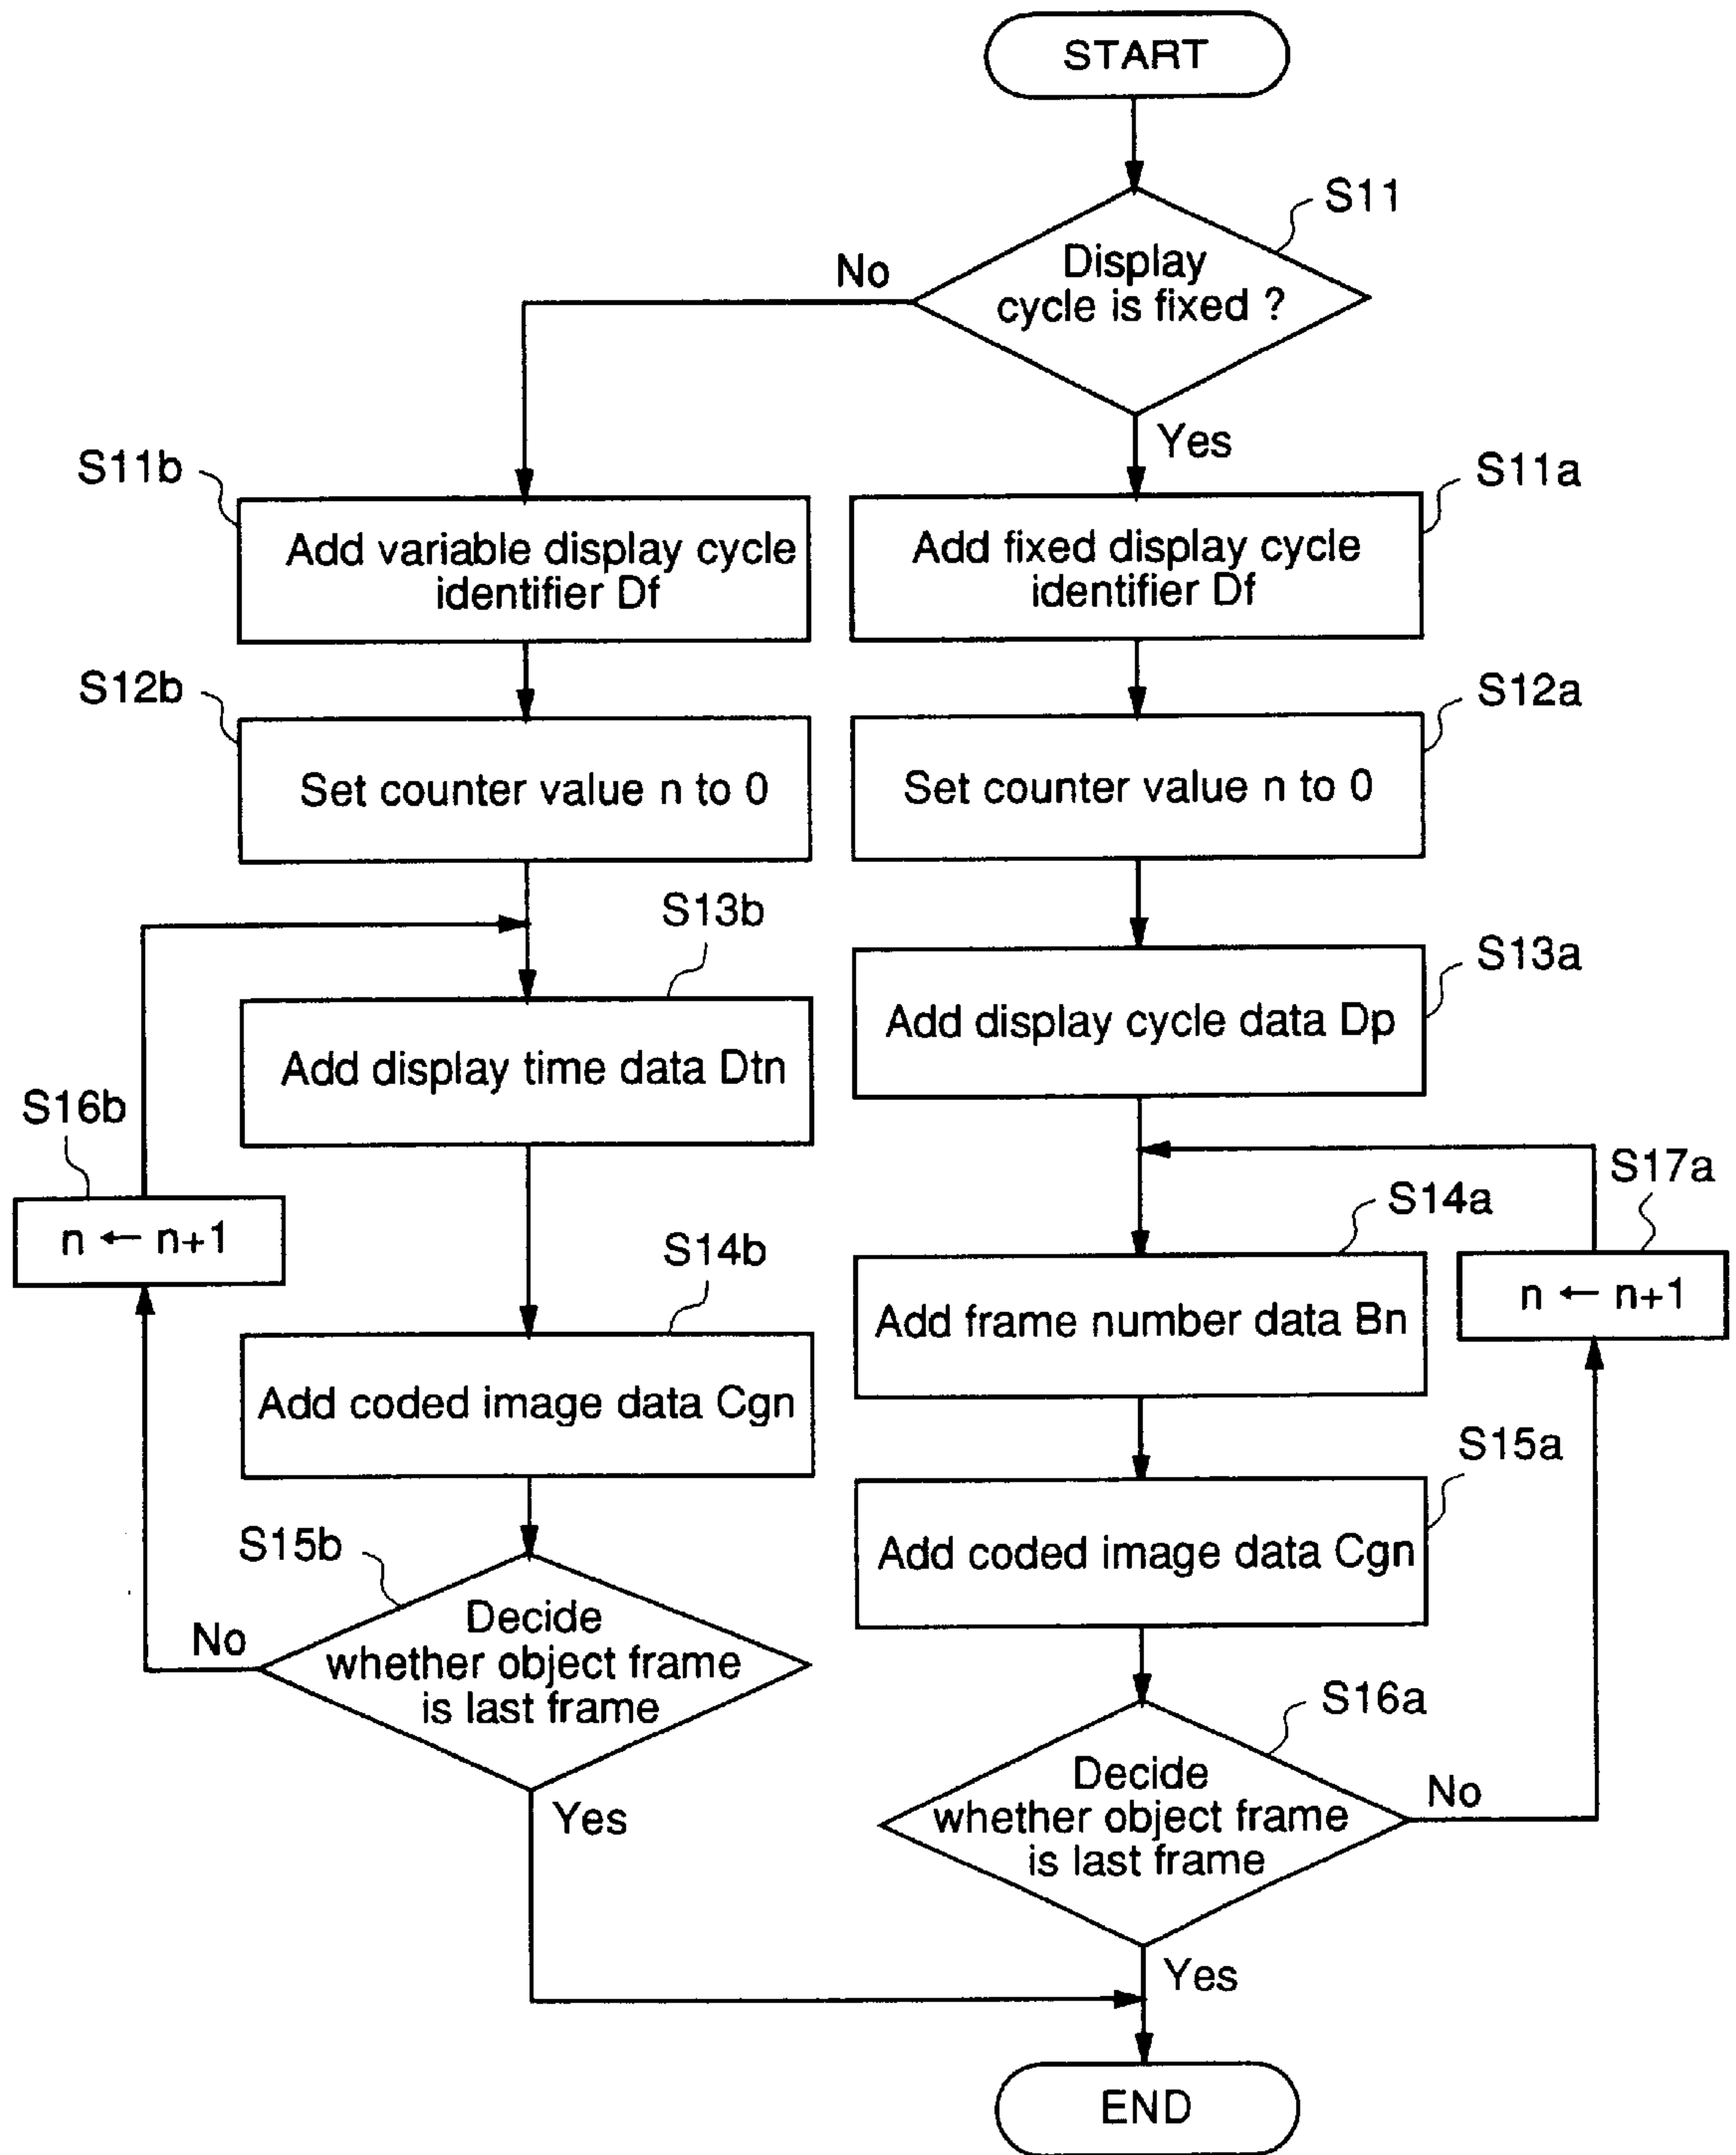 START
S11
Display
cycle is fixed ?
No
Yes
S11b
Add variable display cycle
identifier Df
S11a
Add fixed display cycle
identifier Df
S12b
Set counter value n to 0
S12a
Set counter value n to 0
S13b
Add display time data Dtn
S13a
Add display cycle data Dp
S16b
n ← n+1
S14b
Add coded image data Cgn
S14a
Add frame number data Bn
S17a
n ← n+1
S15a
Add coded image data Cgn
S15b
Decide
whether object frame
is last frame
No
Yes
S16a
Decide
whether object frame
is last frame
No
Yes
END